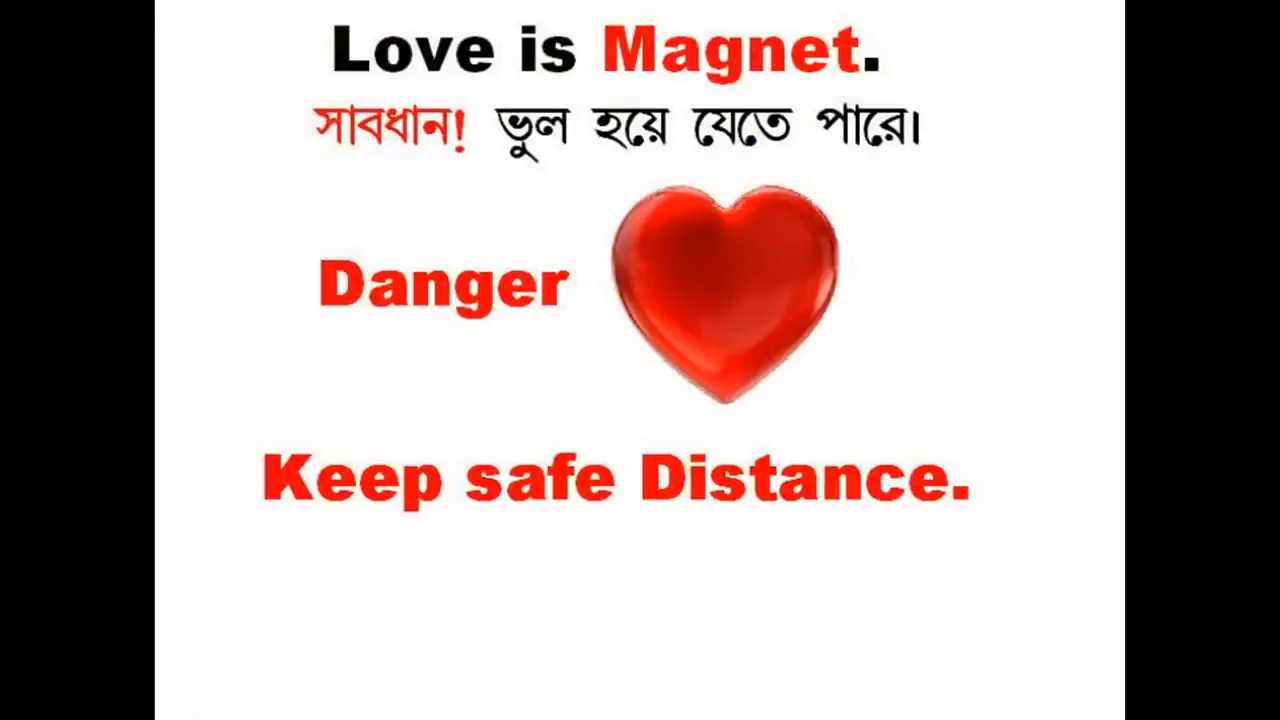 Love is Magnet.
সাবধান! ভুল হয়ে যেতে পারে।
Danger
Keep safe Distance.